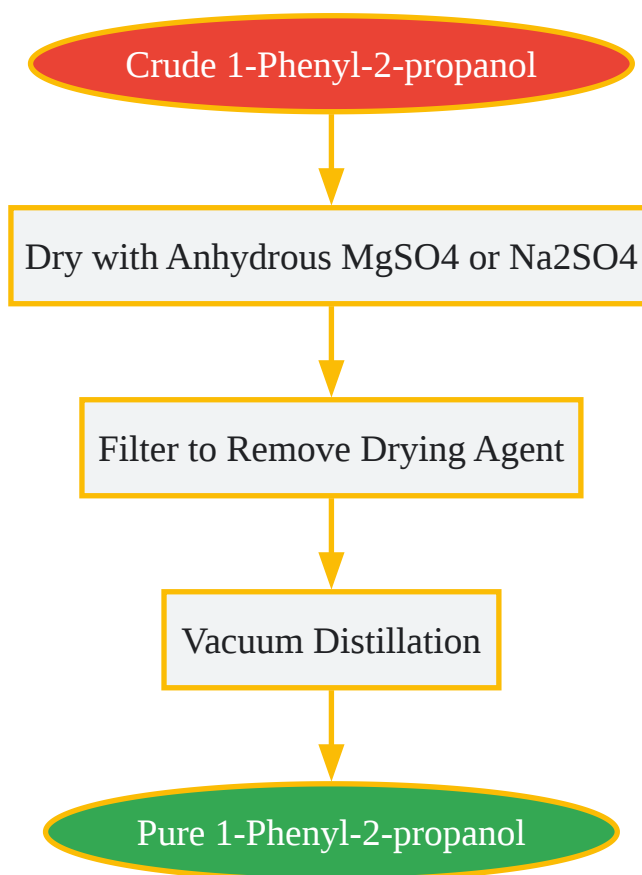 Crude 1-Phenyl-2-propanol
Dry with Anhydrous MgSO4 or Na2SO4
Filter to Remove Drying Agent
Vacuum Distillation
Pure 1-Phenyl-2-propanol